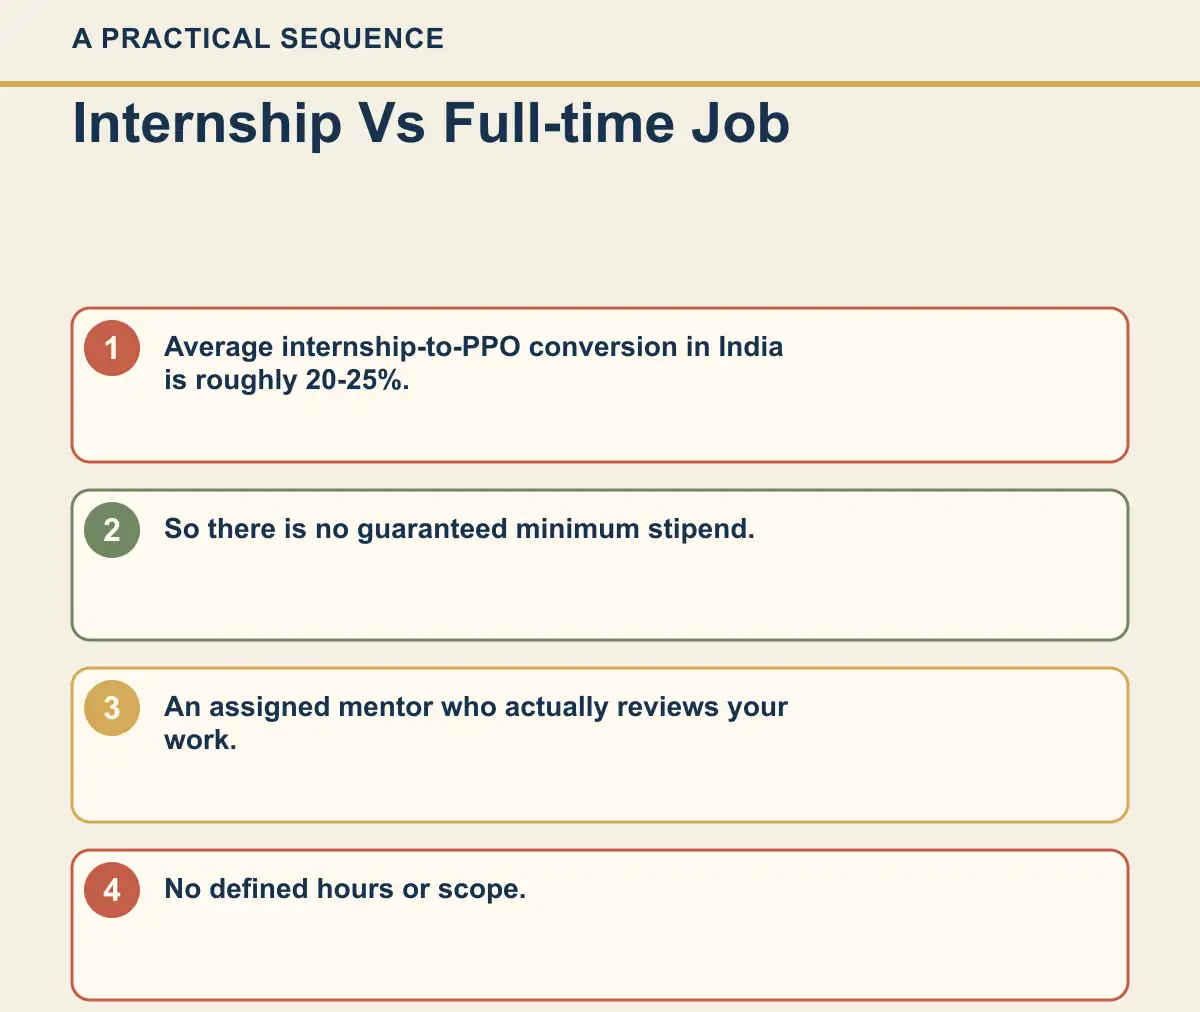 A PRACTICAL SEQUENCE
Internship Vs Full-time Job
1
Average internship-to-PPO conversion in India
is roughly 20-25%.
2
So there is no guaranteed minimum stipend.
3
An assigned mentor who actually reviews your
work.
4
No defined hours or scope.